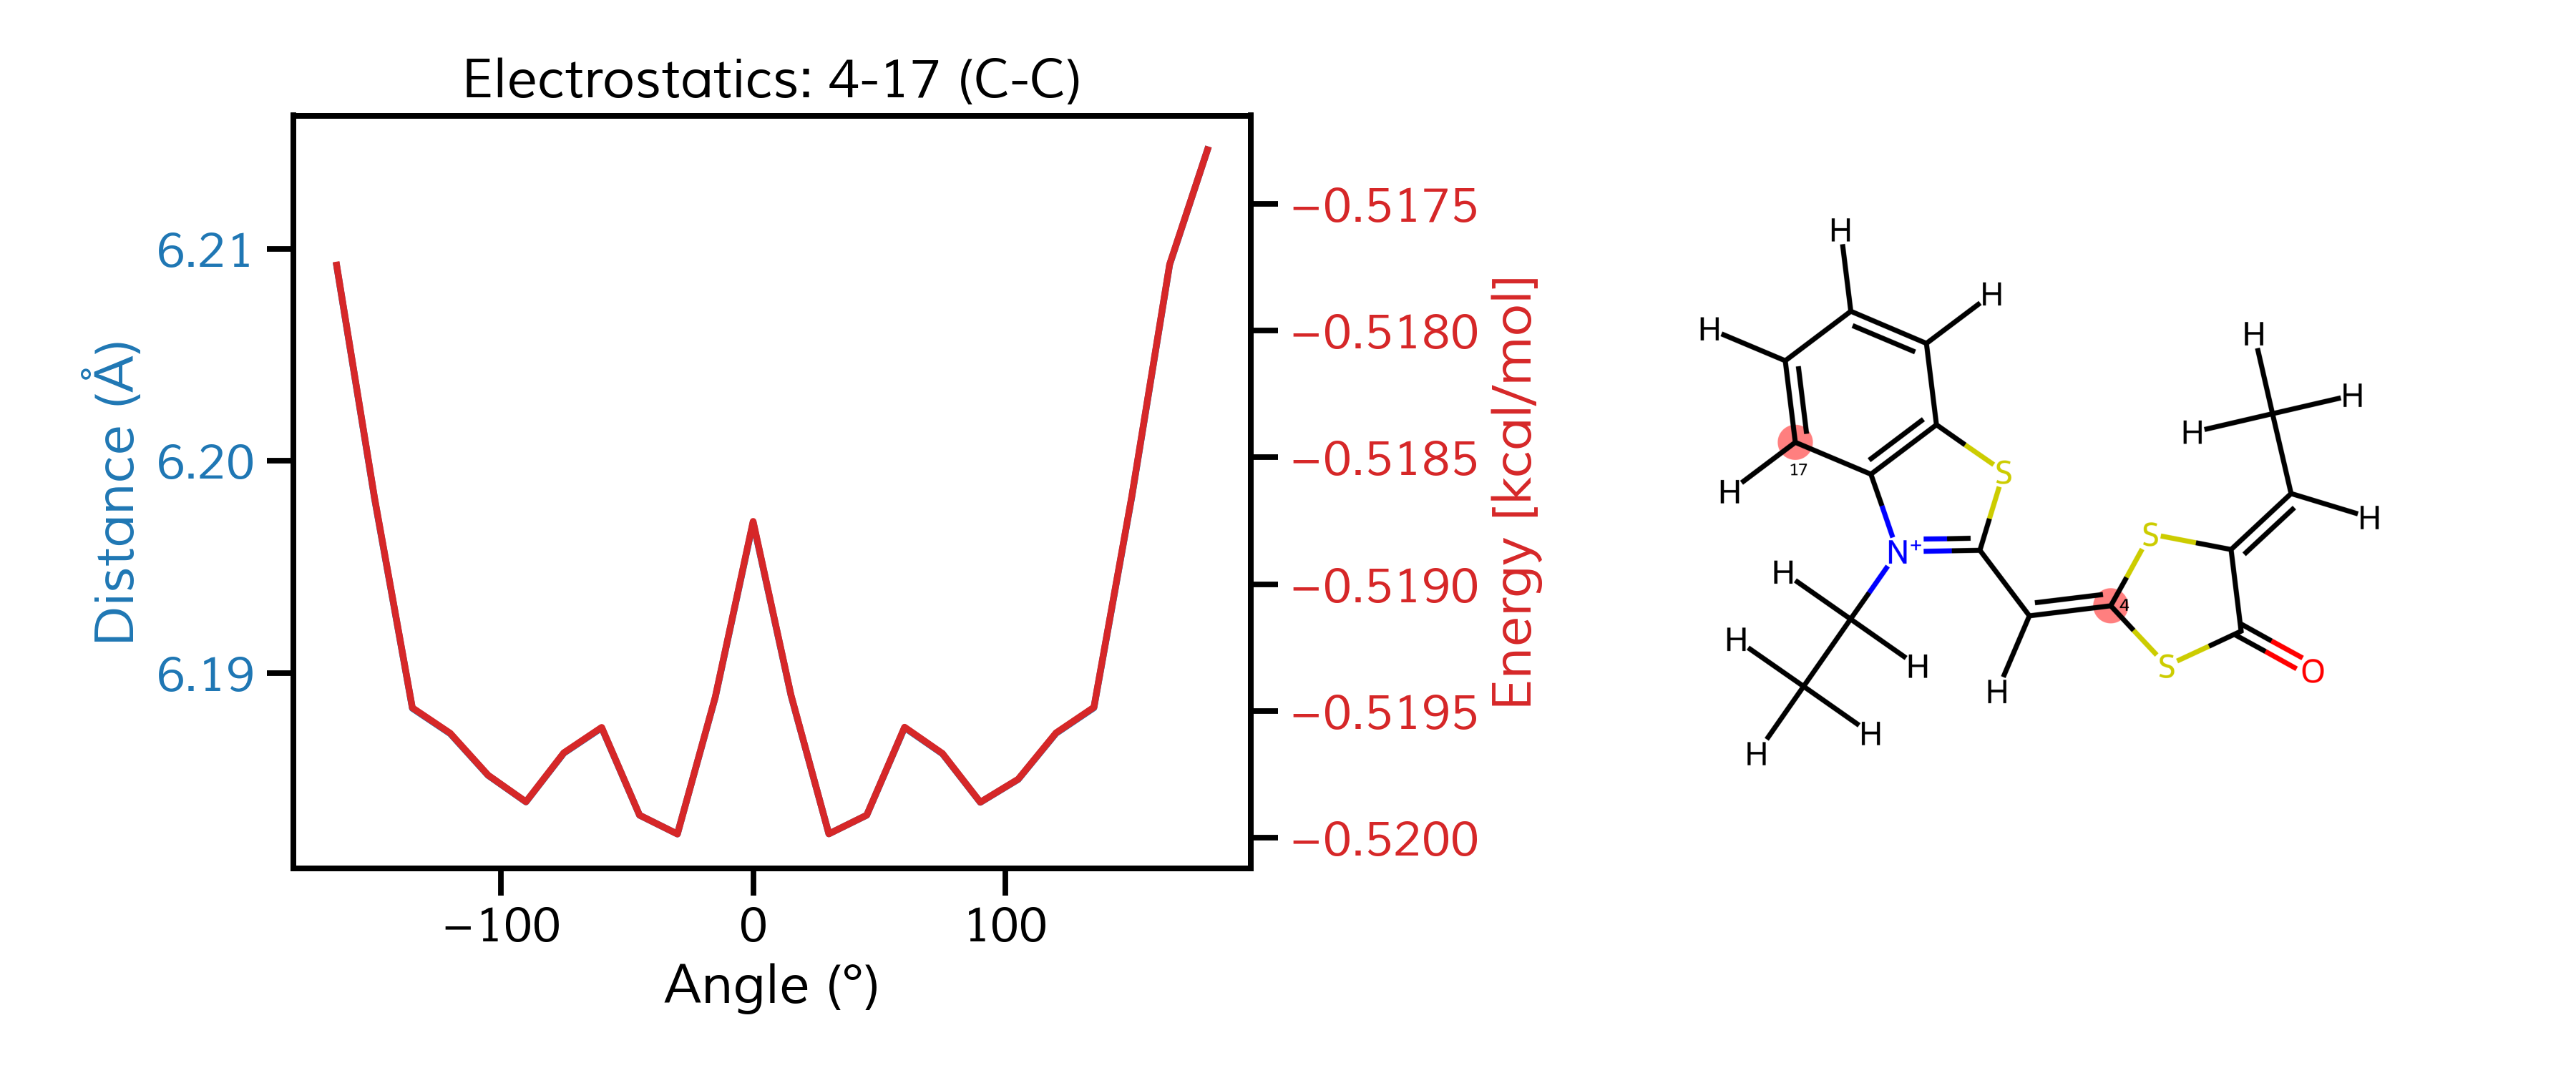 Electrostatics: 4-17 (C-C)
Distance (Å)
6.21
6.20
6.19
−100
0
100
Angle (°)
−0.5175
−0.5180
−0.5185
−0.5190
−0.5195
−0.5200
Energy [kcal/mol]
H
H
H
H
H
H
17
S
H
N+
S
H
H
4
H
H
S
O
H
H
H